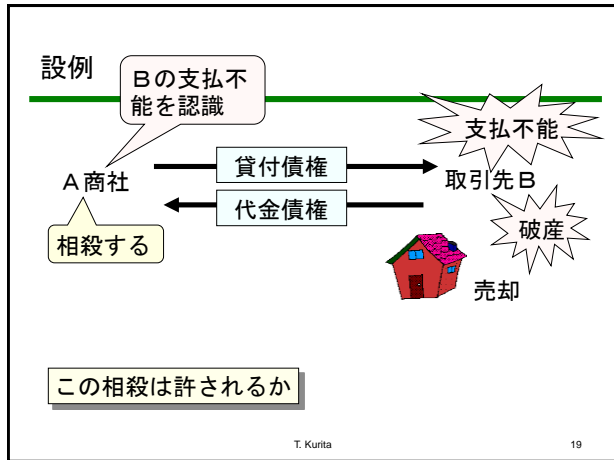 設例
Ｂの支払不
能を認識
支払不能
貸付債権
Ａ商社
取引先Ｂ
代金債権
相殺する
破産
売却
この相殺は許されるか
T. Kurita
19